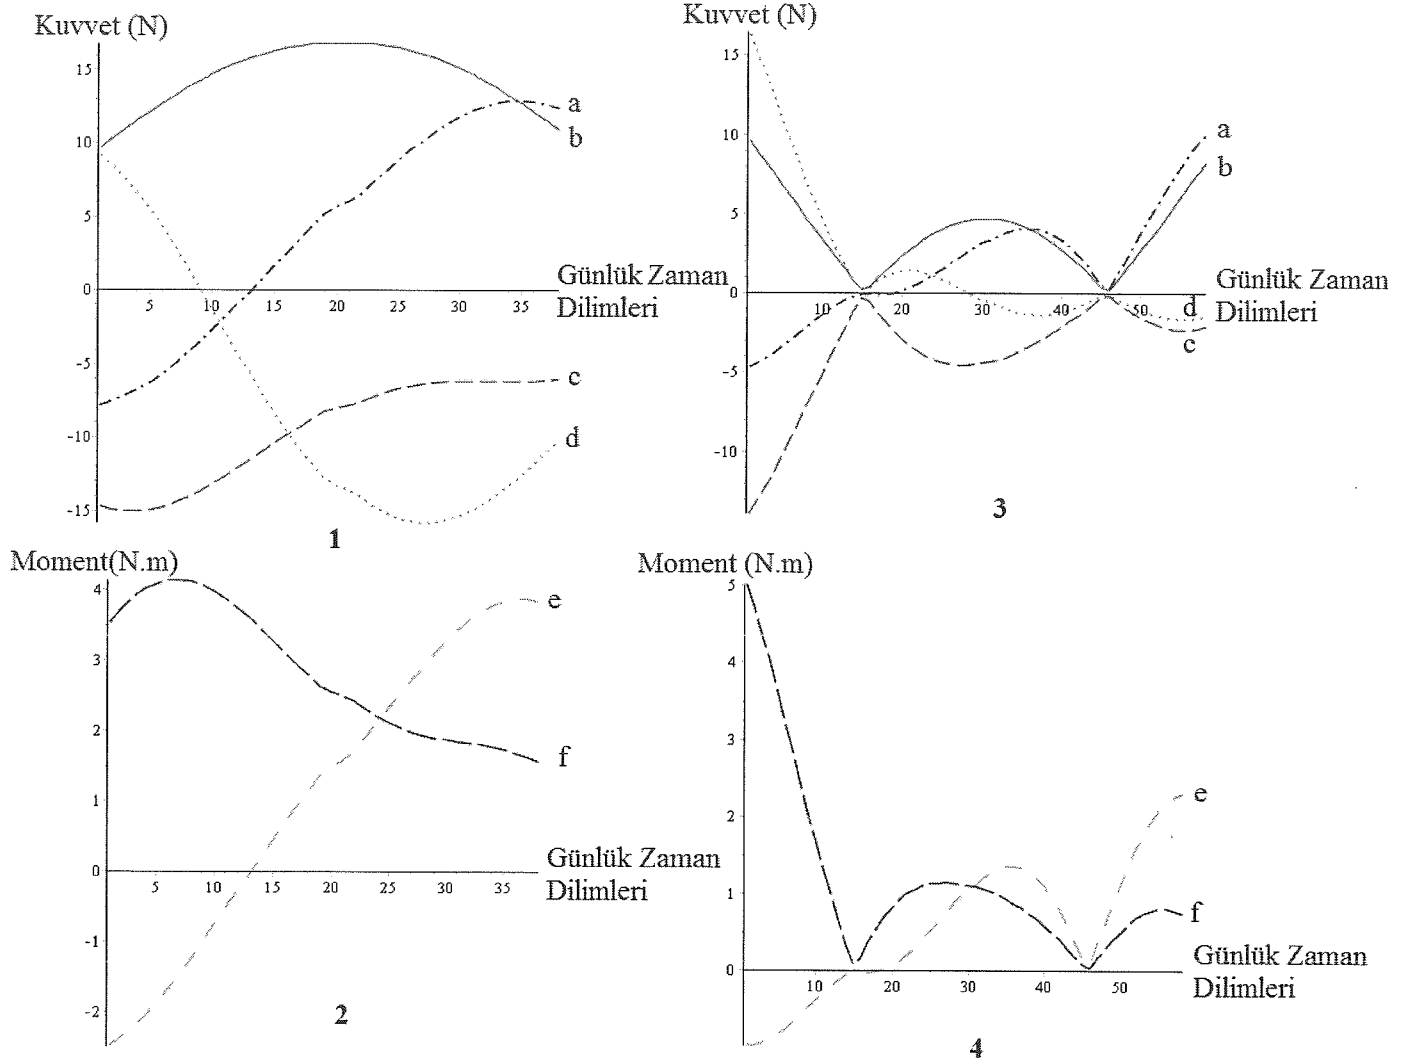 Kuvvet (N)
15
10
5
0
-5
-10
-15
5
10
15
20
25
30
35
a
b
c
d
Günlük Zaman
Dilimleri
1
Kuvvet (N)
15
10
5
0
-5
-10
10
20
30
40
50
a
b
d
c
Günlük Zaman
Dilimleri
3
Moment(N.m)
4
3
2
1
0
-1
-2
5
10
15
20
25
30
35
e
f
Günlük Zaman
Dilimleri
2
Moment (N.m)
5
4
3
2
1
0
10
20
30
40
50
e
f
Günlük Zaman
Dilimleri
4